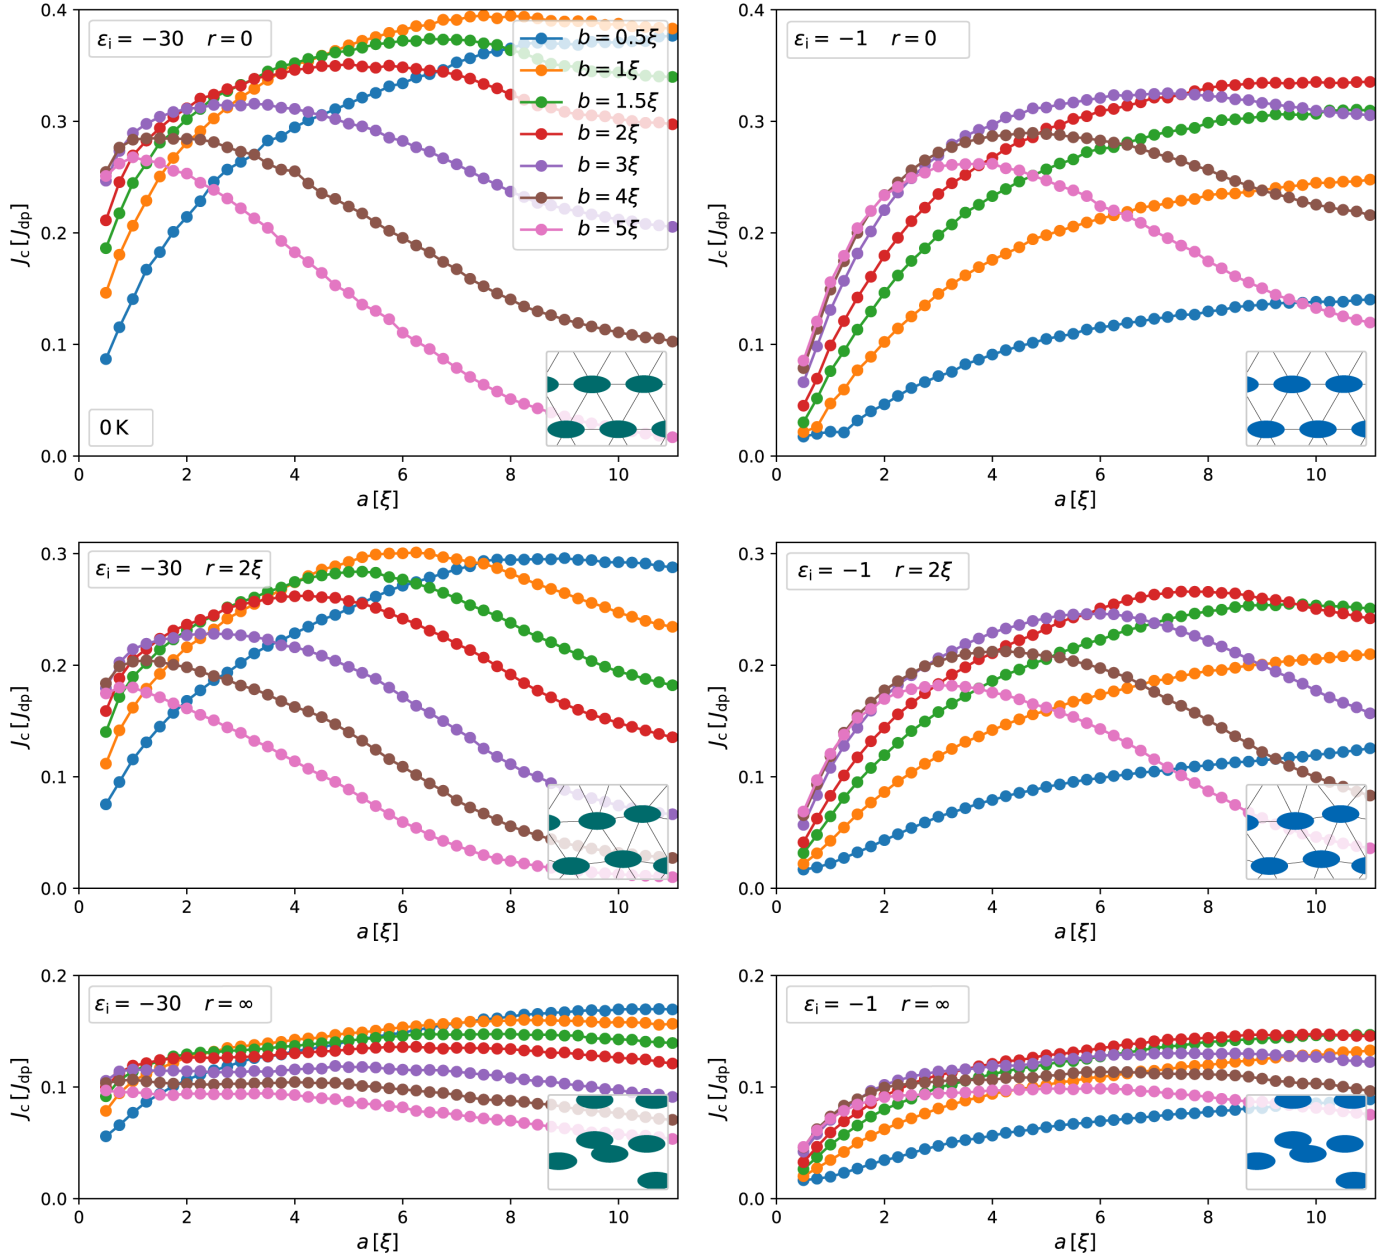 εi = −30 r = 0
b = 0.5ξ
b = 1ξ
b = 1.5ξ
b = 2ξ
b = 3ξ
b = 4ξ
b = 5ξ
0 K
0.4
0.3
0.2
0.1
0.0
Jc [Jdp]
0 2 4 6 8 10
a [ξ]
εi = −1 r = 0
0.4
0.3
0.2
0.1
0.0
Jc [Jdp]
0 2 4 6 8 10
a [ξ]
εi = −30 r = 2ξ
0.3
0.2
0.1
0.0
Jc [Jdp]
0 2 4 6 8 10
a [ξ]
εi = −1 r = 2ξ
0.3
0.2
0.1
0.0
Jc [Jdp]
0 2 4 6 8 10
a [ξ]
εi = −30 r = ∞
0.2
0.1
0.0
Jc [Jdp]
0 2 4 6 8 10
a [ξ]
εi = −1 r = ∞
0.2
0.1
0.0
Jc [Jdp]
0 2 4 6 8 10
a [ξ]